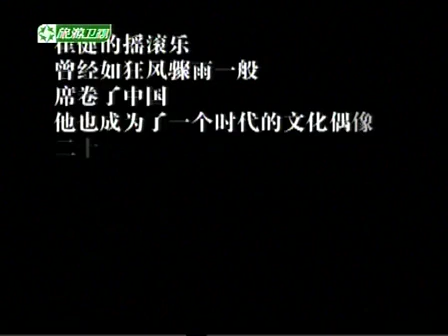 旅游卫视
崔健的摇滚乐
曾经如狂风骤雨一般
席卷了中国
他也成为了一个时代的文化偶像
二十